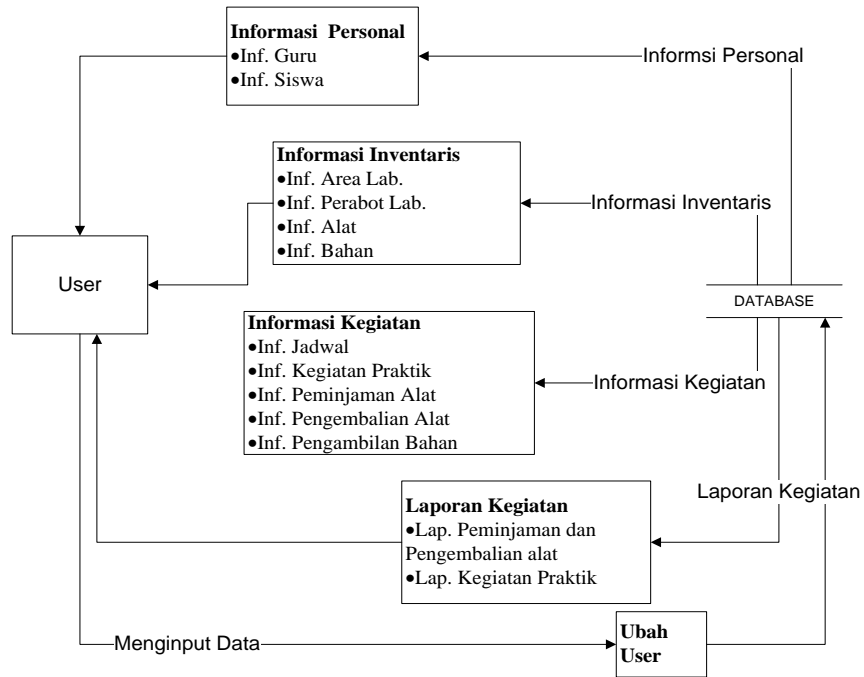 Informasi  Personal
•Inf. Guru
•Inf. Siswa
Informsi Personal
Informasi Inventaris
•Inf. Area Lab.
•Inf. Perabot Lab.
•Inf. Alat
•Inf. Bahan
Informasi Inventaris
User
DATABASE
Informasi Kegiatan
•Inf. Jadwal
•Inf. Kegiatan Praktik
•Inf. Peminjaman Alat
•Inf. Pengembalian Alat
•Inf. Pengambilan Bahan
Informasi Kegiatan
Laporan Kegiatan
Laporan Kegiatan
•Lap. Peminjaman dan
Pengembalian alat
•Lap. Kegiatan Praktik
Menginput Data
Ubah
User